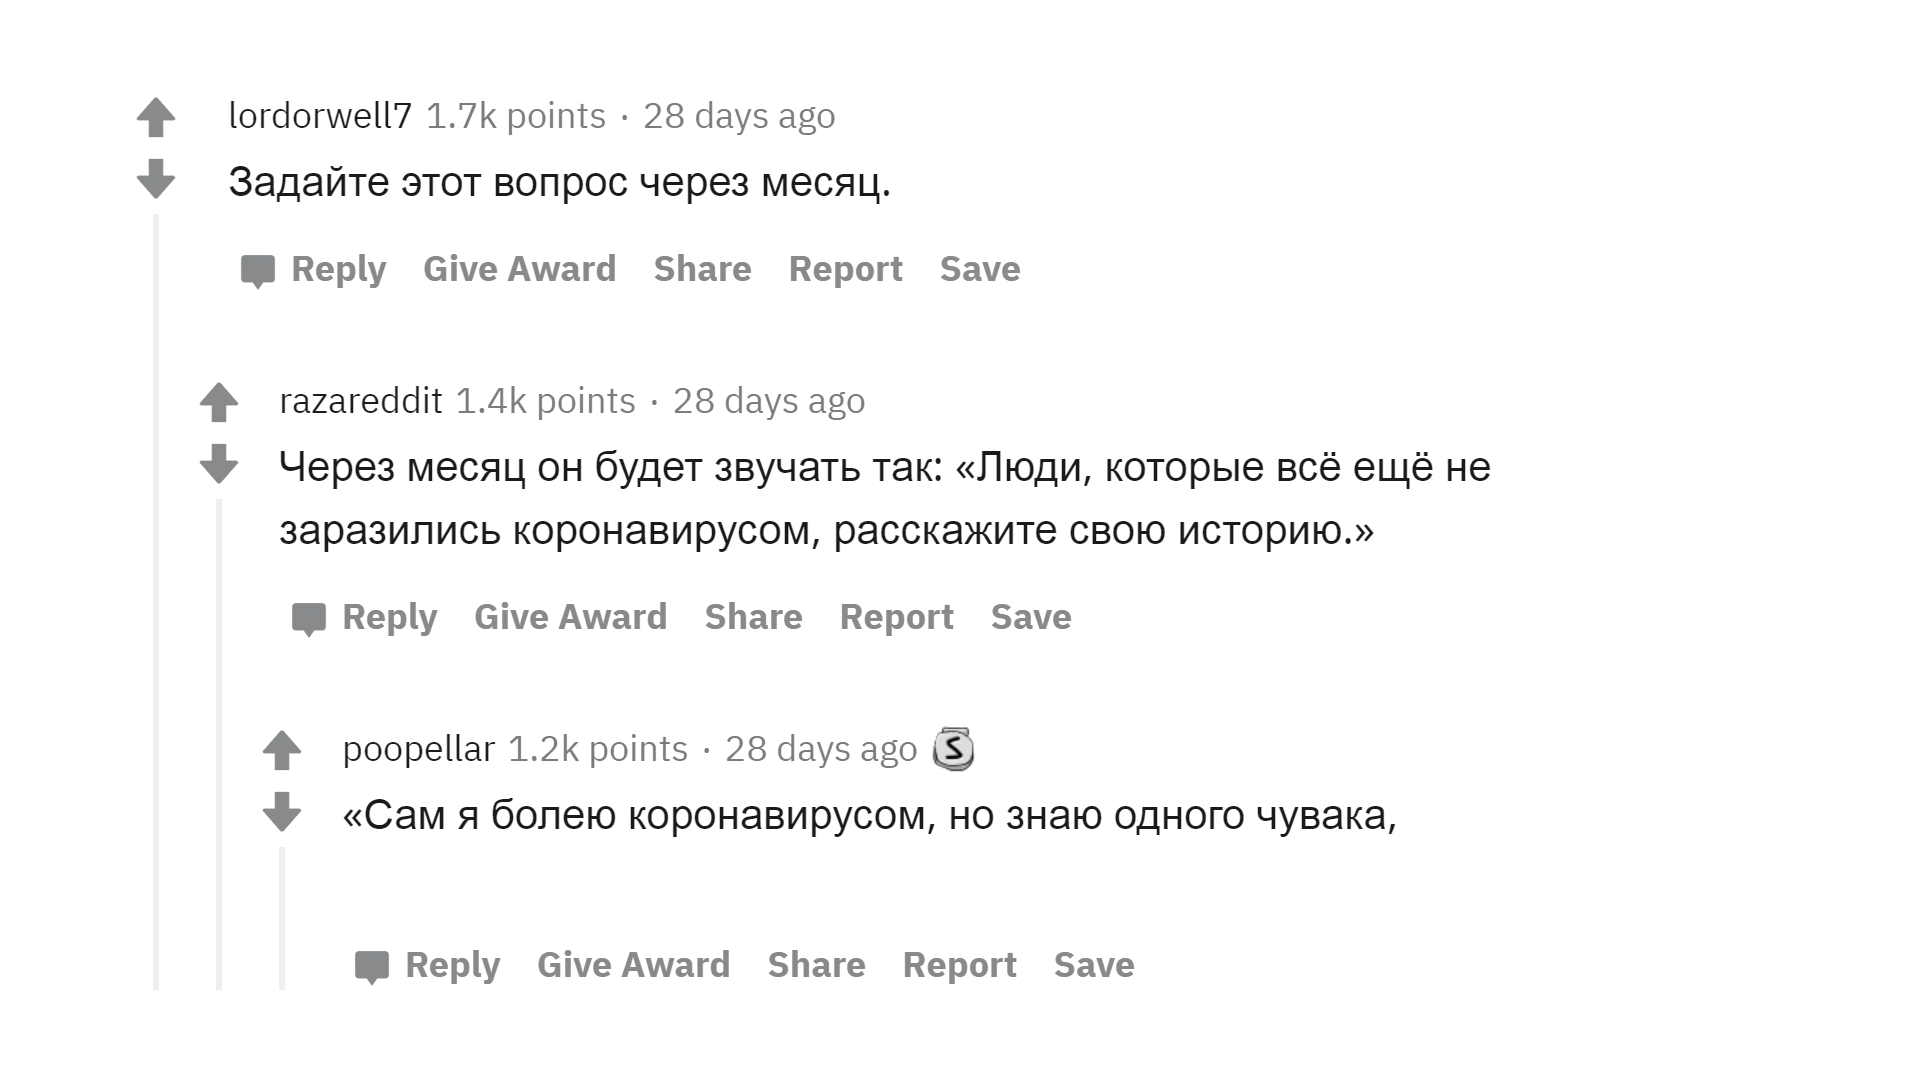 lordorwell7 1.7k points · 28 days ago
Задайте этот вопрос через месяц.
Reply Give Award Share Report Save
razareddit 1.4k points · 28 days ago
Через месяц он будет звучать так: «Люди, которые всё ещё не
заразились коронавирусом, расскажите свою историю.»
Reply Give Award Share Report Save
poopellar 1.2k points · 28 days ago S
«Сам я болею коронавирусом, но знаю одного чувака,
Reply Give Award Share Report Save